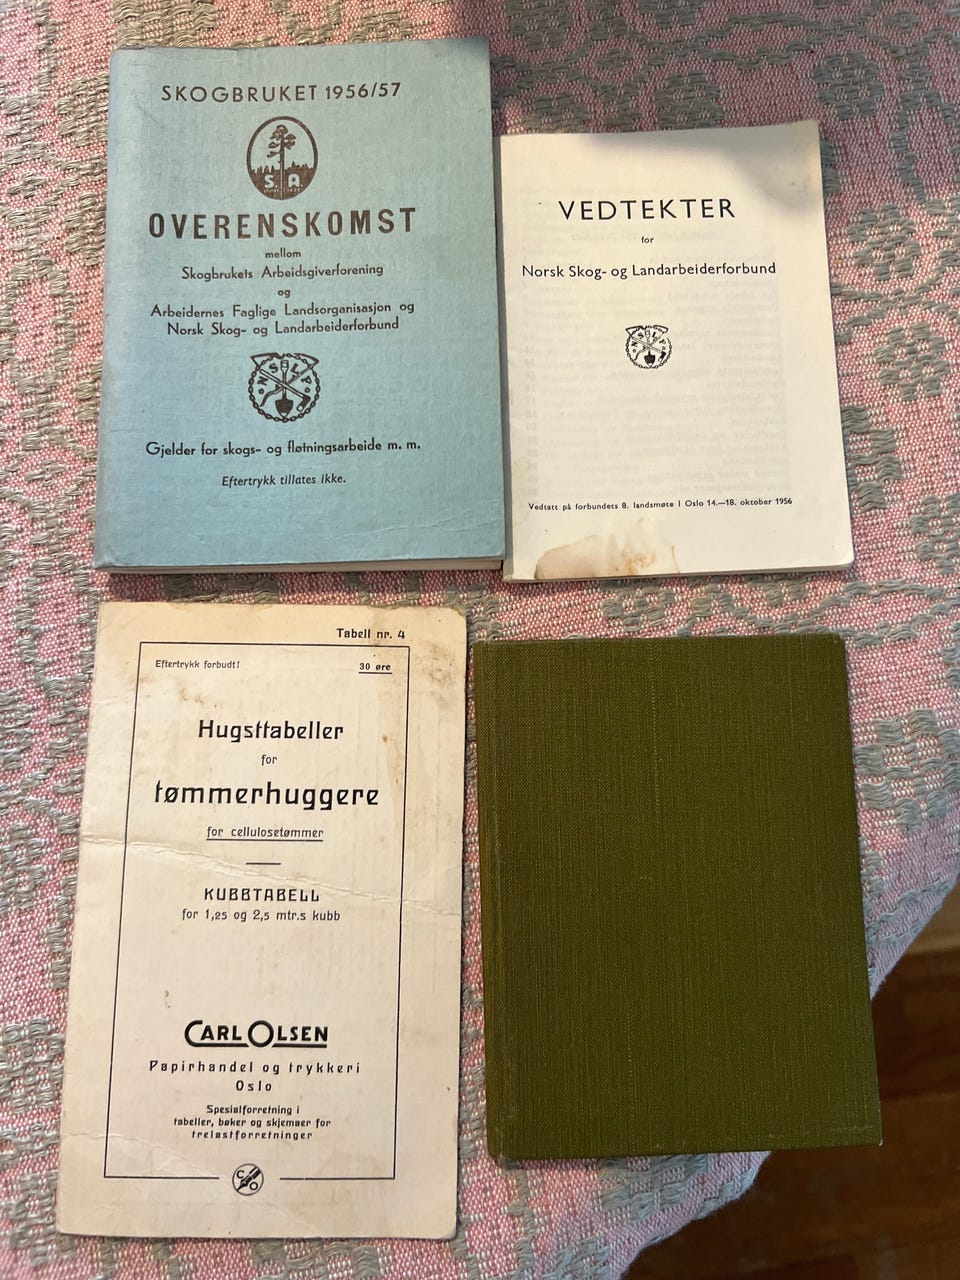 SKOGBRUKET 1956/57
S.A
OVERENSKOMST
mellom
Skogbrukets Arbeidsgiverforening
og
Arbeidernes Faglige Landsorganisasjon og
Norsk Skog- og Landarbeiderforbund
N S L F
Gjelder for skogs- og fløtningsarbeide m. m.
Eftertrykk tillates ikke.
VEDTEKTER
for
Norsk Skog- og Landarbeiderforbund
N S L F
Vedtatt på forbundets 8. landsmøte i Oslo 14.—18. oktober 1956
Tabell nr. 4
Eftertrykk forbudt! 30 øre
Hugsttabeller
for
tømmerhuggere
for cellulosetømmer
KUBBTABELL
for 1,25 og 2,5 mtr.s kubb
CARL OLSEN
Papirhandel og trykkeri
Oslo
Spesialforretning i
tabeller, bøker og skjemaer for
trelastforretninger
C O